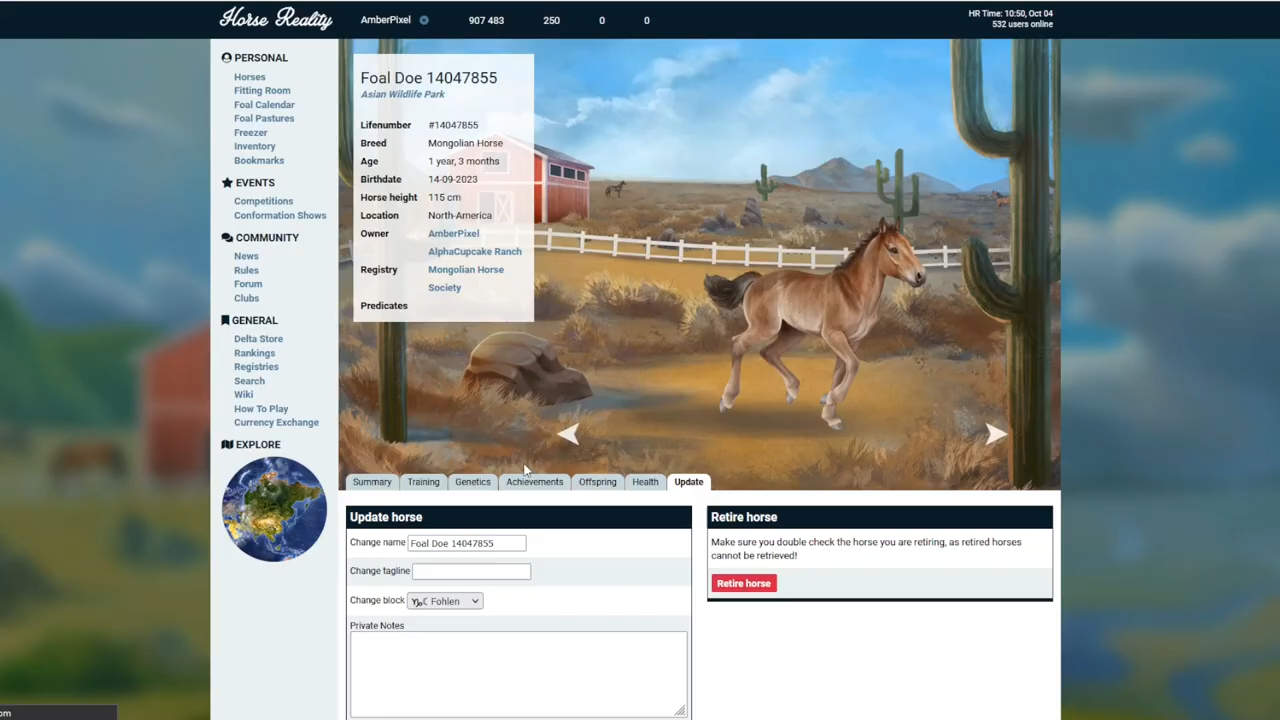 Horse Reality
AmberPixel 907 483 250 0 0
HR Time: 10:50, Oct 04
532 users online
PERSONAL
Horses
Fitting Room
Foal Calendar
Foal Pastures
Freezer
Inventory
Bookmarks
EVENTS
Competitions
Conformation Shows
COMMUNITY
News
Rules
Forum
Clubs
GENERAL
Delta Store
Rankings
Registries
Search
Wiki
How To Play
Currency Exchange
EXPLORE
Foal Doe 14047855
Asian Wildlife Park
Lifenumber #14047855
Breed Mongolian Horse
Age 1 year, 3 months
Birthdate 14-09-2023
Horse height 115 cm
Location North-America
Owner AmberPixel
AlphaCupcake Ranch
Registry Mongolian Horse
Society
Predicates
Summary Training Genetics Achievements Offspring Health Update
Update horse
Change name Foal Doe 14047855
Change tagline
Change block ♑C Fohlen
Private Notes
Retire horse
Make sure you double check the horse you are retiring, as retired horses
cannot be retrieved!
Retire horse
om